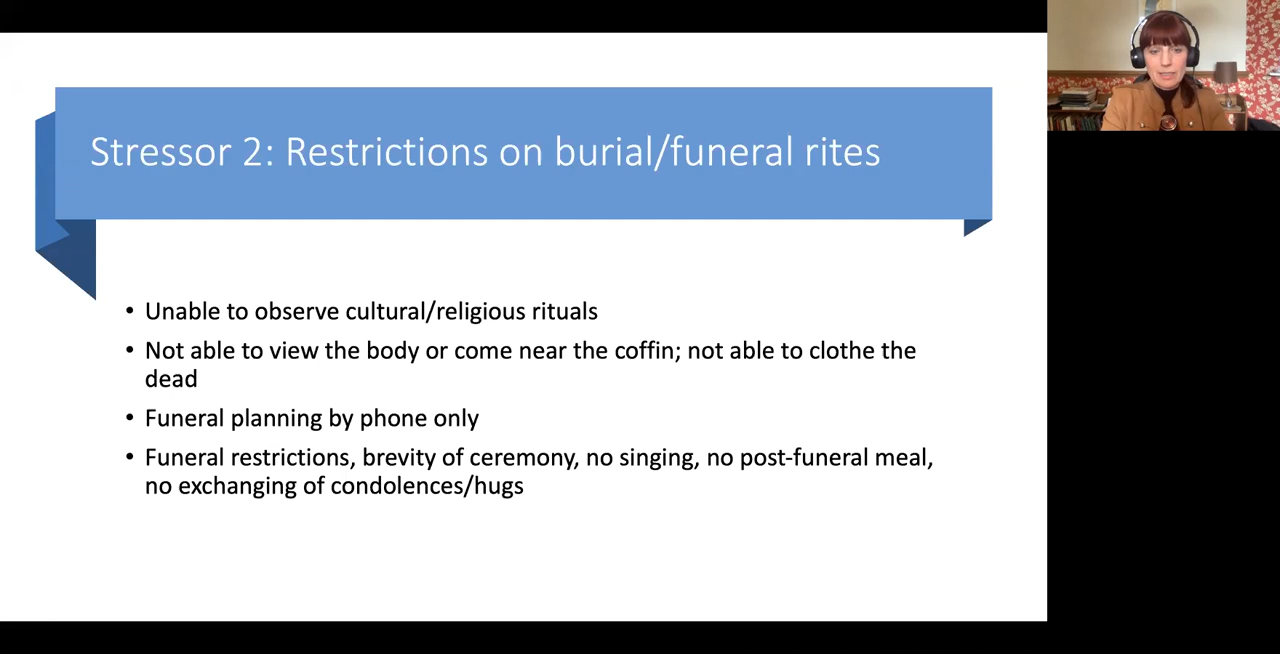 Stressor 2: Restrictions on burial/funeral rites
• Unable to observe cultural/religious rituals
• Not able to view the body or come near the coffin; not able to clothe the
dead
• Funeral planning by phone only
• Funeral restrictions, brevity of ceremony, no singing, no post-funeral meal,
no exchanging of condolences/hugs